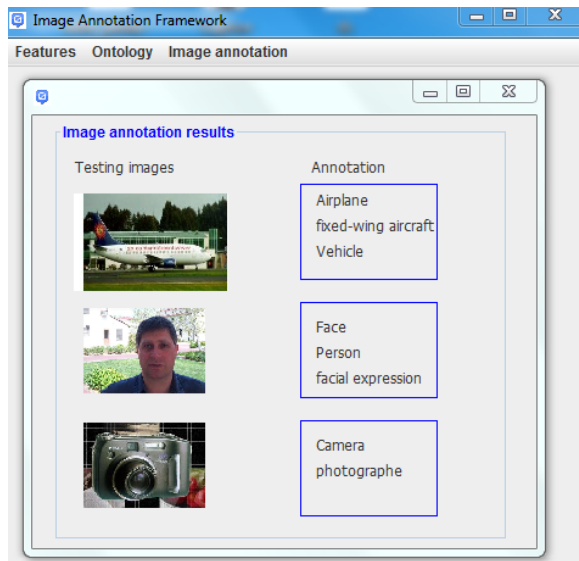 Image Annotation Framework
Features Ontology Image annotation
Image annotation results
Testing images Annotation
Airplane
fixed-wing aircraft
Vehicle
Face
Person
facial expression
Camera
photographe